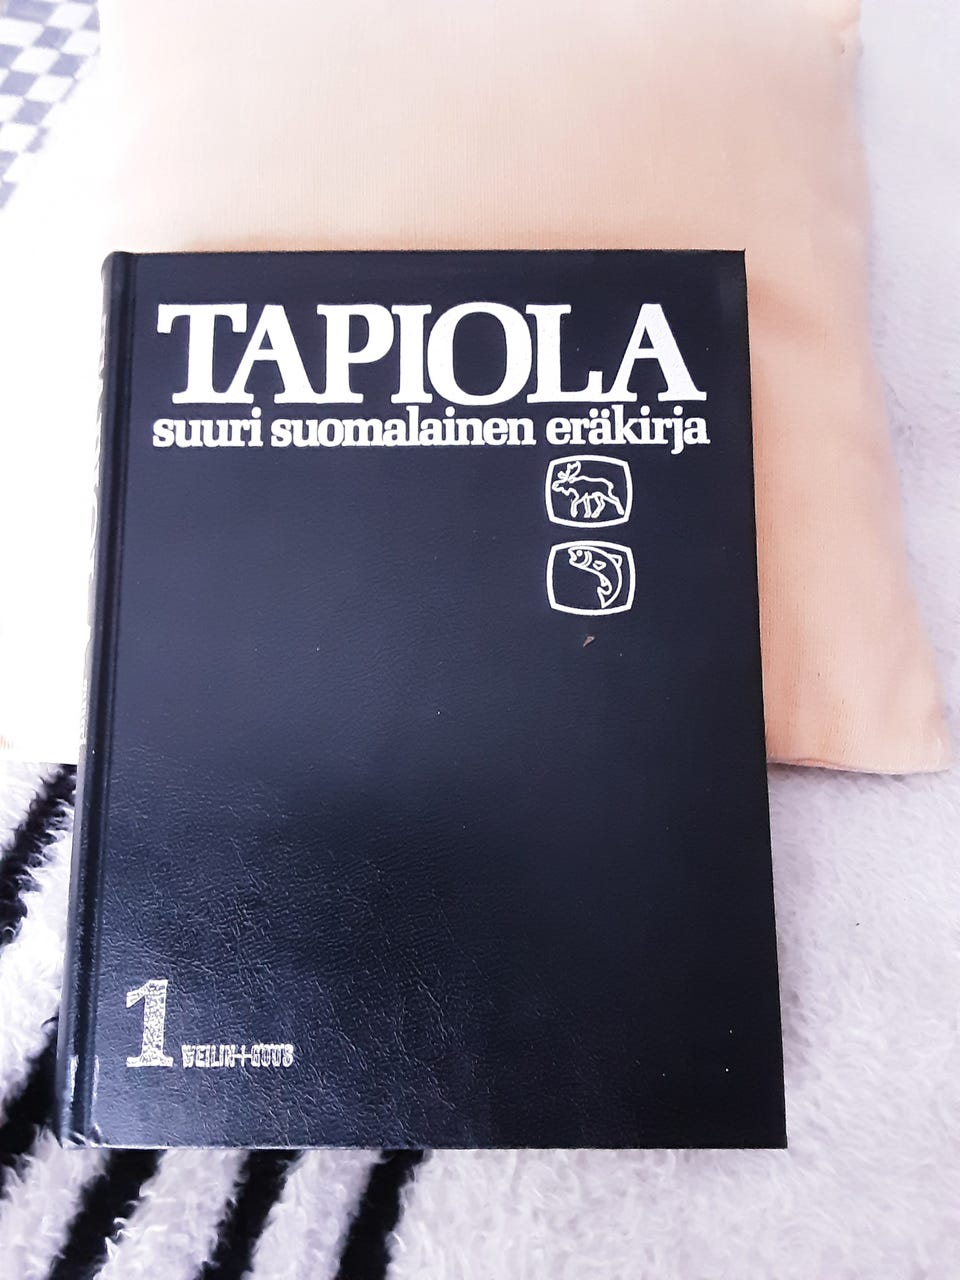 TAPIOLA
suuri suomalainen eräkirja
1 WEILIN+GÖÖS